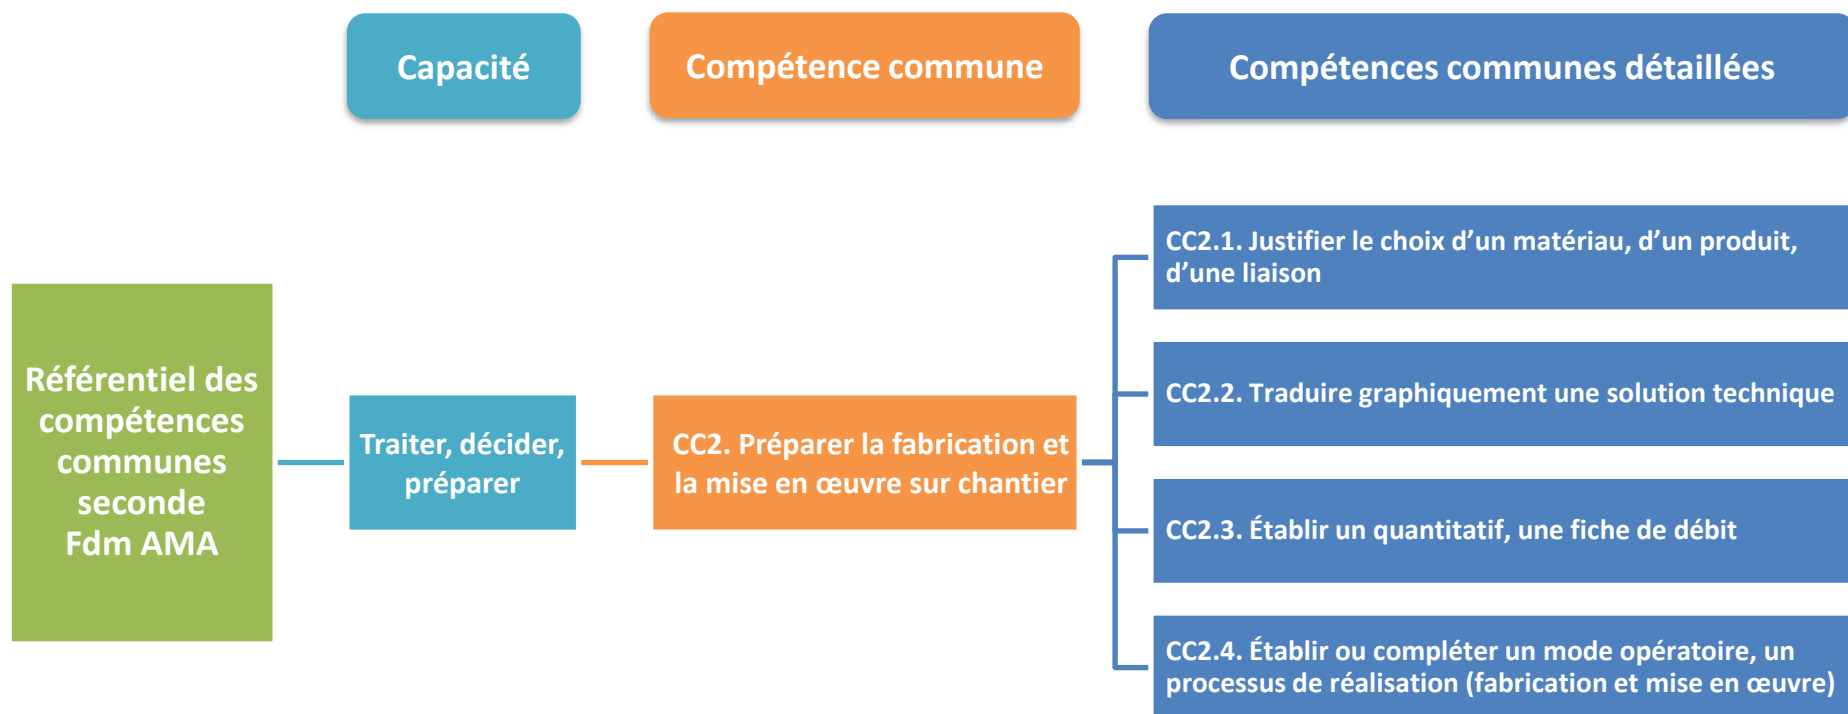 Capacité
Compétence commune
Compétences communes détaillées
Référentiel des
compétences
communes
seconde
Fdm AMA
Traiter, décider,
préparer
CC2. Préparer la fabrication et
la mise en œuvre sur chantier
CC2.1. Justifier le choix d’un matériau, d’un produit,
d’une liaison
CC2.2. Traduire graphiquement une solution technique
CC2.3. Établir un quantitatif, une fiche de débit
CC2.4. Établir ou compléter un mode opératoire, un
processus de réalisation (fabrication et mise en œuvre)